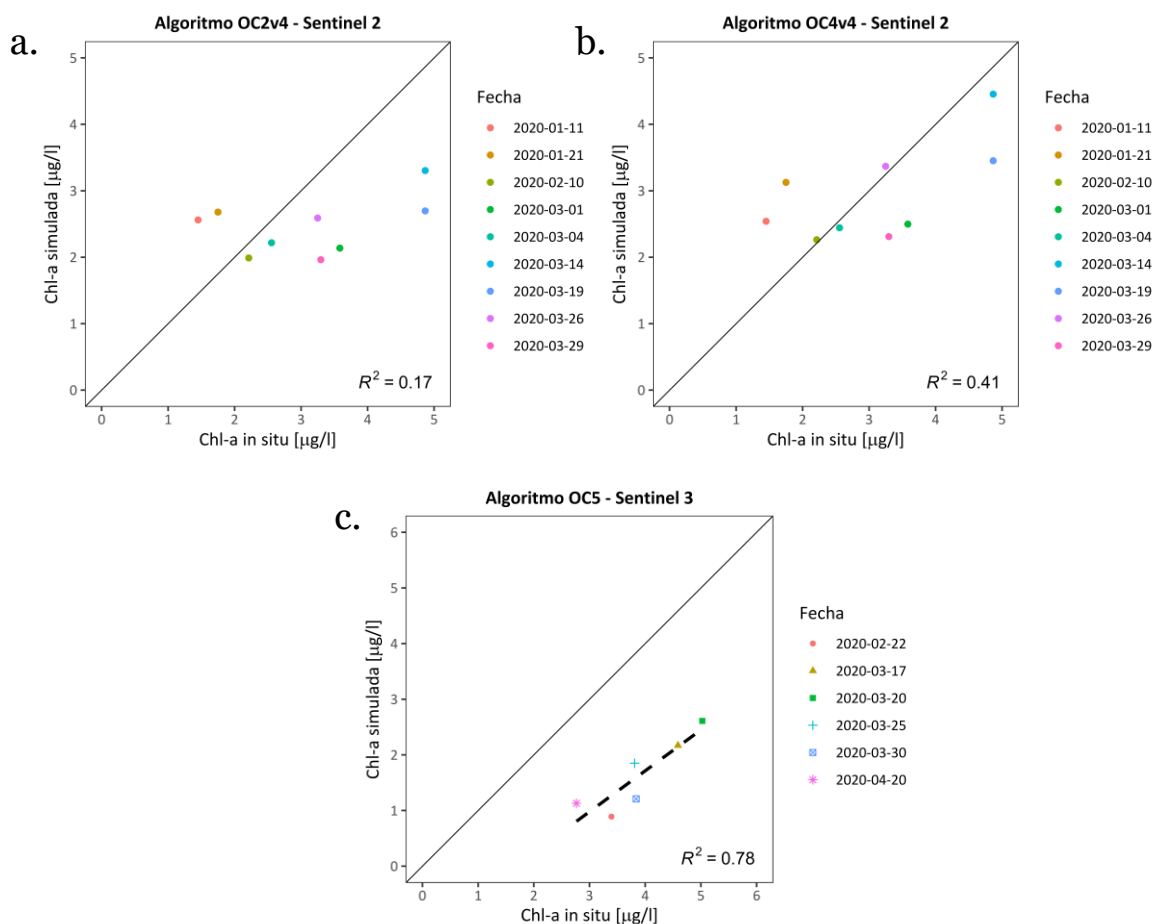 a.
Algoritmo OC2v4 - Sentinel 2
Chl-a simulada [µg/l]
5
4
3
2
1
0
0 1 2 3 4 5
Chl-a in situ [µg/l]
R² = 0.17
Fecha
2020-01-11
2020-01-21
2020-02-10
2020-03-01
2020-03-04
2020-03-14
2020-03-19
2020-03-26
2020-03-29
b.
Algoritmo OC4v4 - Sentinel 2
Chl-a simulada [µg/l]
5
4
3
2
1
0
0 1 2 3 4 5
Chl-a in situ [µg/l]
R² = 0.41
Fecha
2020-01-11
2020-01-21
2020-02-10
2020-03-01
2020-03-04
2020-03-14
2020-03-19
2020-03-26
2020-03-29
c.
Algoritmo OC5 - Sentinel 3
Chl-a simulada [µg/l]
6
5
4
3
2
1
0
0 1 2 3 4 5 6
Chl-a in situ [µg/l]
R² = 0.78
Fecha
2020-02-22
2020-03-17
2020-03-20
2020-03-25
2020-03-30
2020-04-20